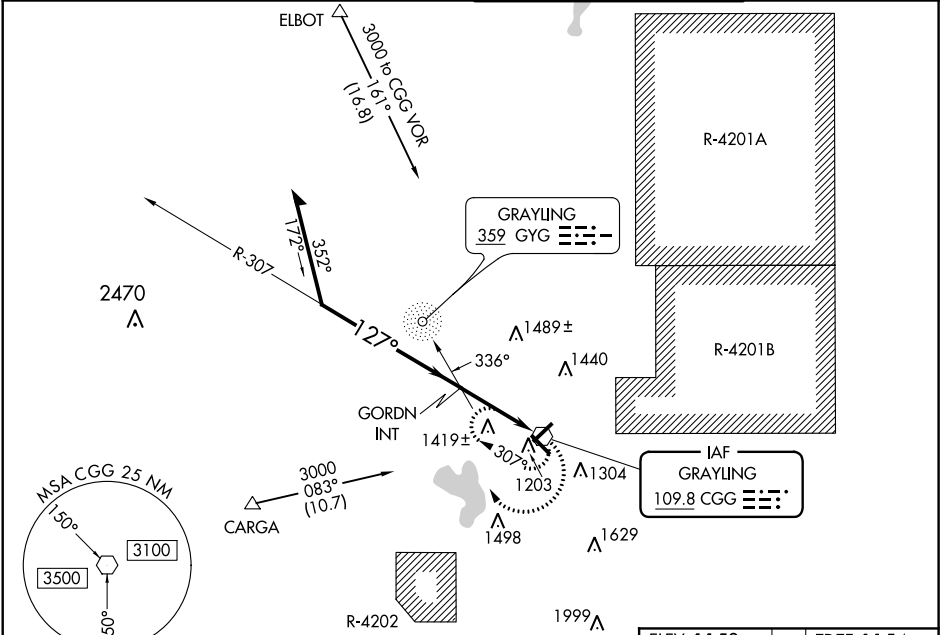 ELBOT
3000 to CGG VOR
161°
(16.8)
R-4201A
GRAYLING
359 GYG
352°
172°
R-307
2470
127°
1489±
1440
R-4201B
336°
GORDN
INT
1419±
307°
1203
1304
IAF
GRAYLING
109.8 CGG
3000
083°
(10.7)
CARGA
MSA CGG 25 NM
150°
3100
3500
1498
1629
R-4202
1999